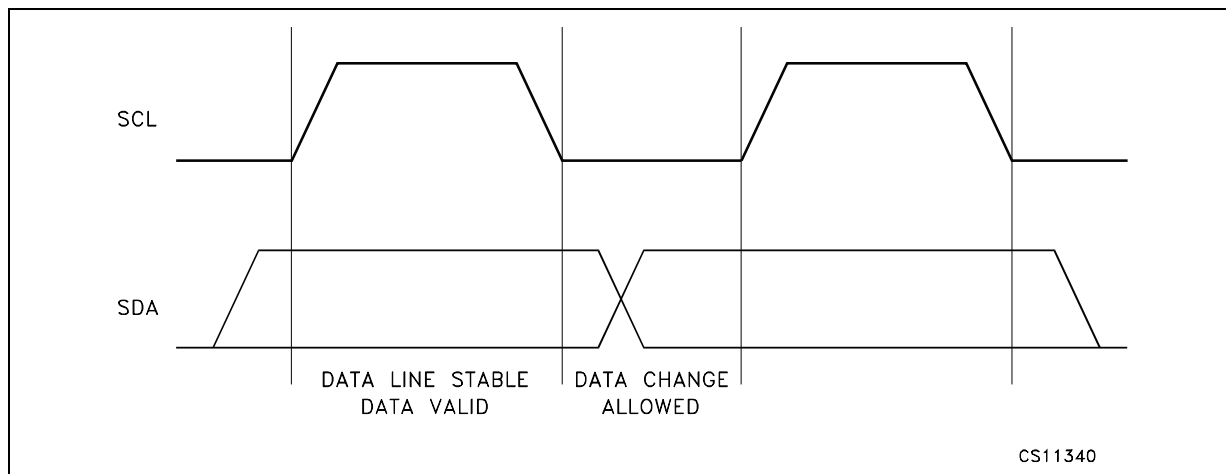 SCL
SDA
DATA LINE STABLE
DATA VALID
DATA CHANGE
ALLOWED
CS11340